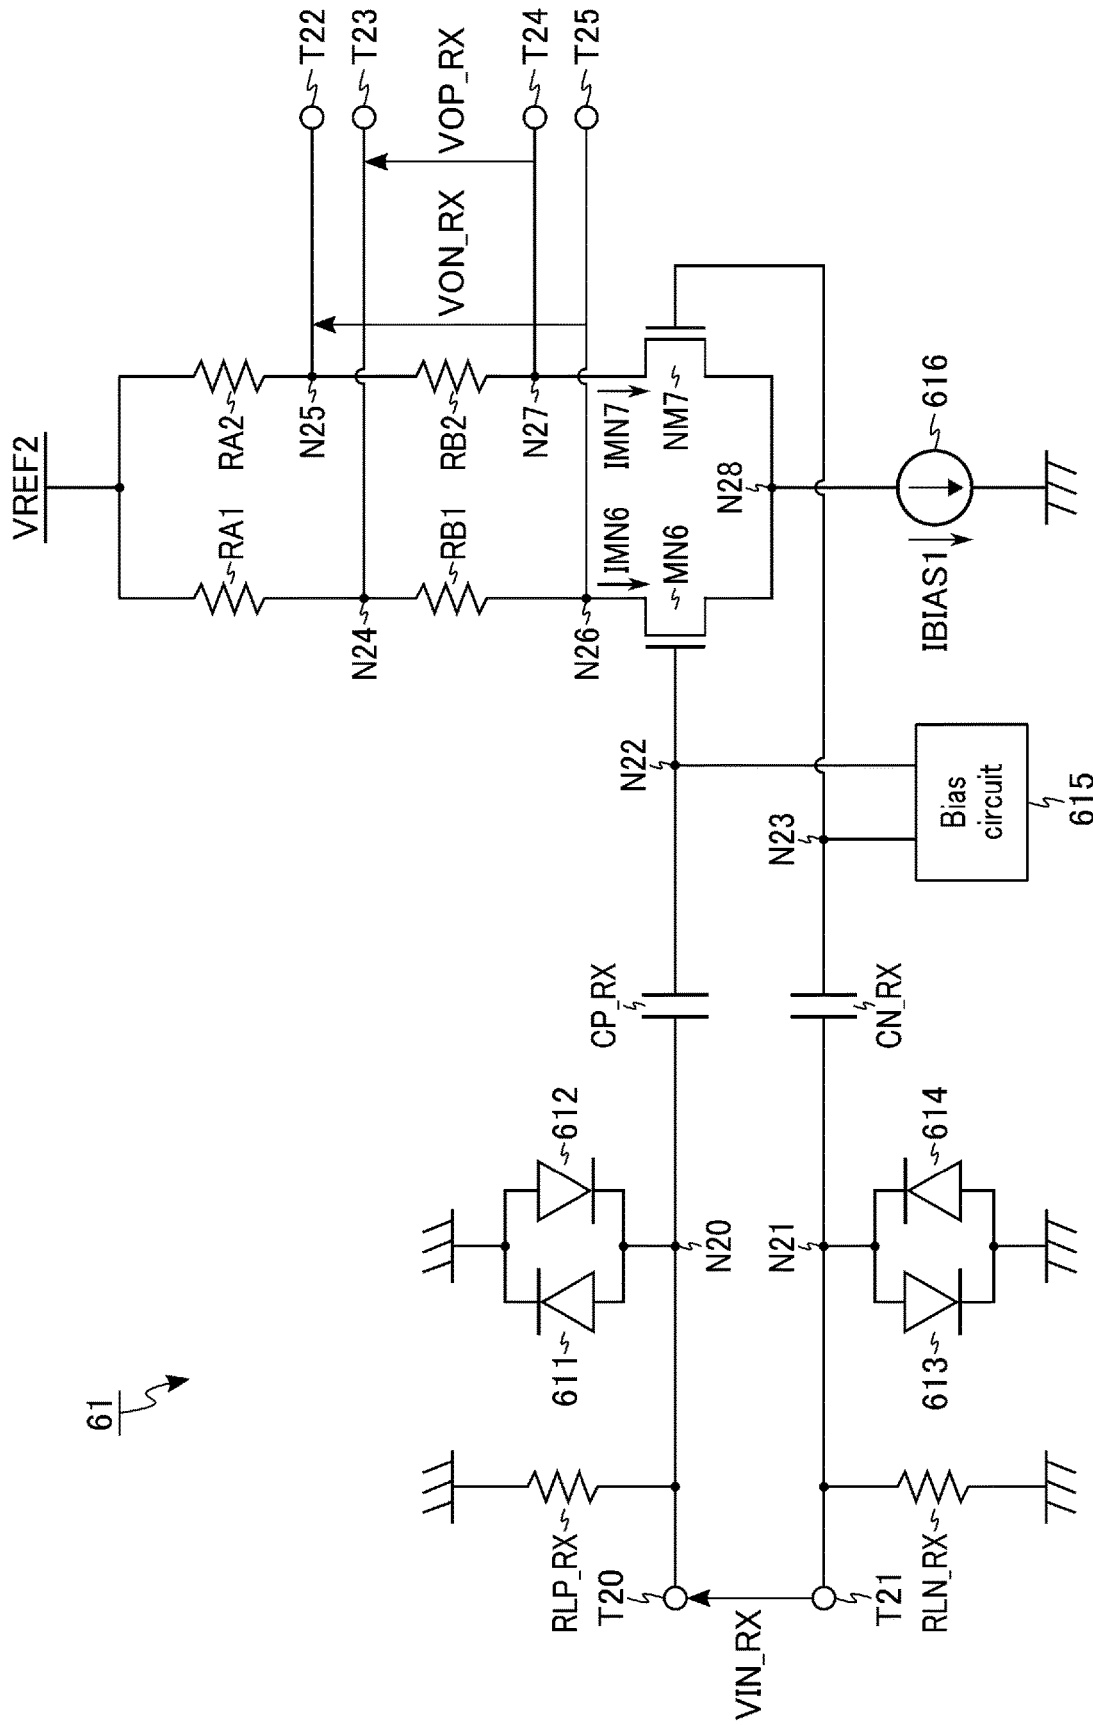 61
VREF2
RA1
RA2
T22
T23
N24
N25
RB1
RB2
VON_RX
VOP_RX
T24
T25
N26
N27
IMN6
IMN7
MN6
NM7
N28
IBIAS1
616
N22
N23
Bias
circuit
615
CP_RX
CN_RX
612
611
N20
N21
614
613
RLP_RX
T20
VIN_RX
T21
RLN_RX